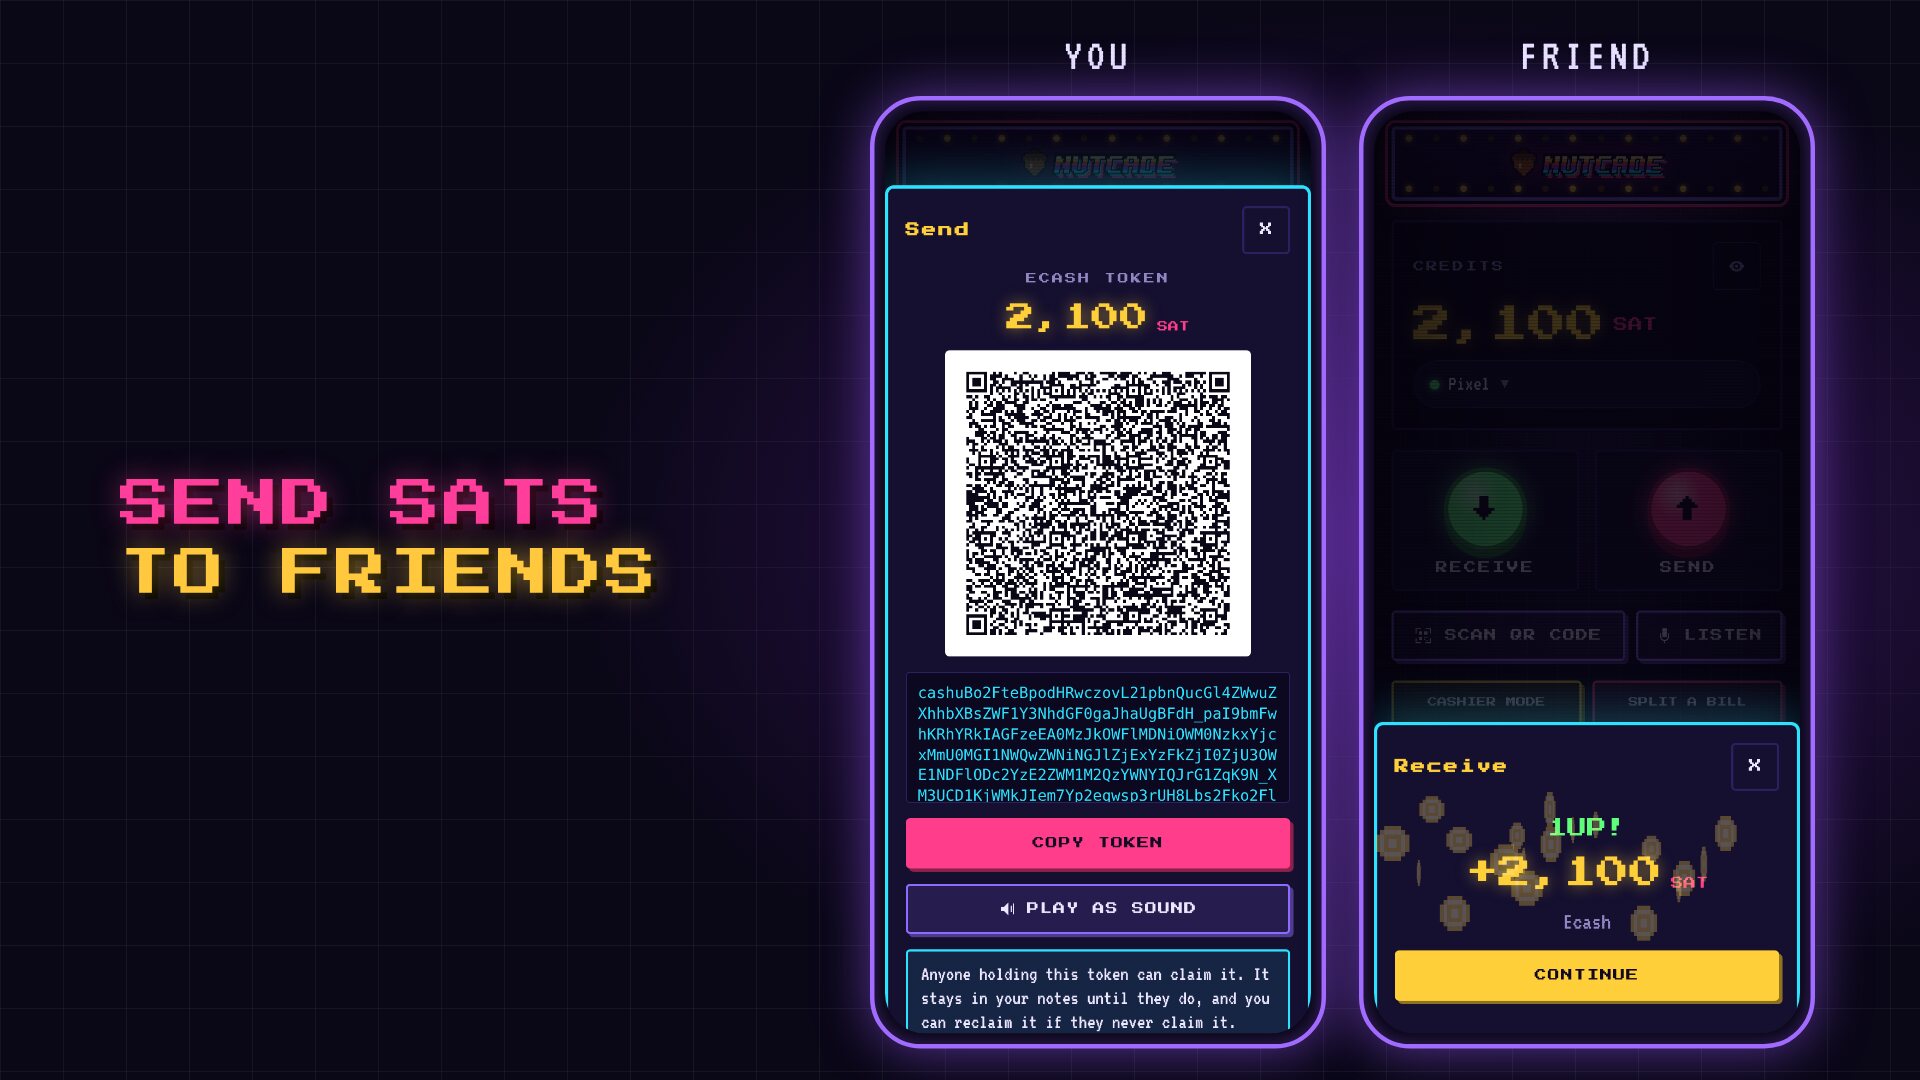 SEND SATS
TO FRIENDS
YOU
NUTCADE
Send
X
ECASH TOKEN
2,100 SAT
cashuBo2FteBpodHRwczovL21pbnQucGl4ZWwuZ
XhhbXBsZWF1Y3NhdGF0gaJhaUgBFdH_paI9bmFw
hKRhYRkIAGFzeEA0MzJkOWFlMDNiOWM0NzkxYjc
xMmU0MGI1NWQwZWNiNGJlZjExYzFkZjI0ZjU3OW
E1NDFlODc2YzE2ZWM1M2QzYWNYIQJrG1ZqK9N_X
M3UCD1KjWMkJIem7Yp2eqwsp3rUH8Lbs2Fko2Fl
COPY TOKEN
PLAY AS SOUND
Anyone holding this token can claim it. It
stays in your notes until they do, and you
can reclaim it if they never claim it.
FRIEND
NUTCADE
CREDITS
2,100 SAT
Pixel
RECEIVE
SEND
SCAN QR CODE
LISTEN
CASHIER MODE
SPLIT A BILL
Receive
X
1UP!
+2,100 SAT
Ecash
CONTINUE